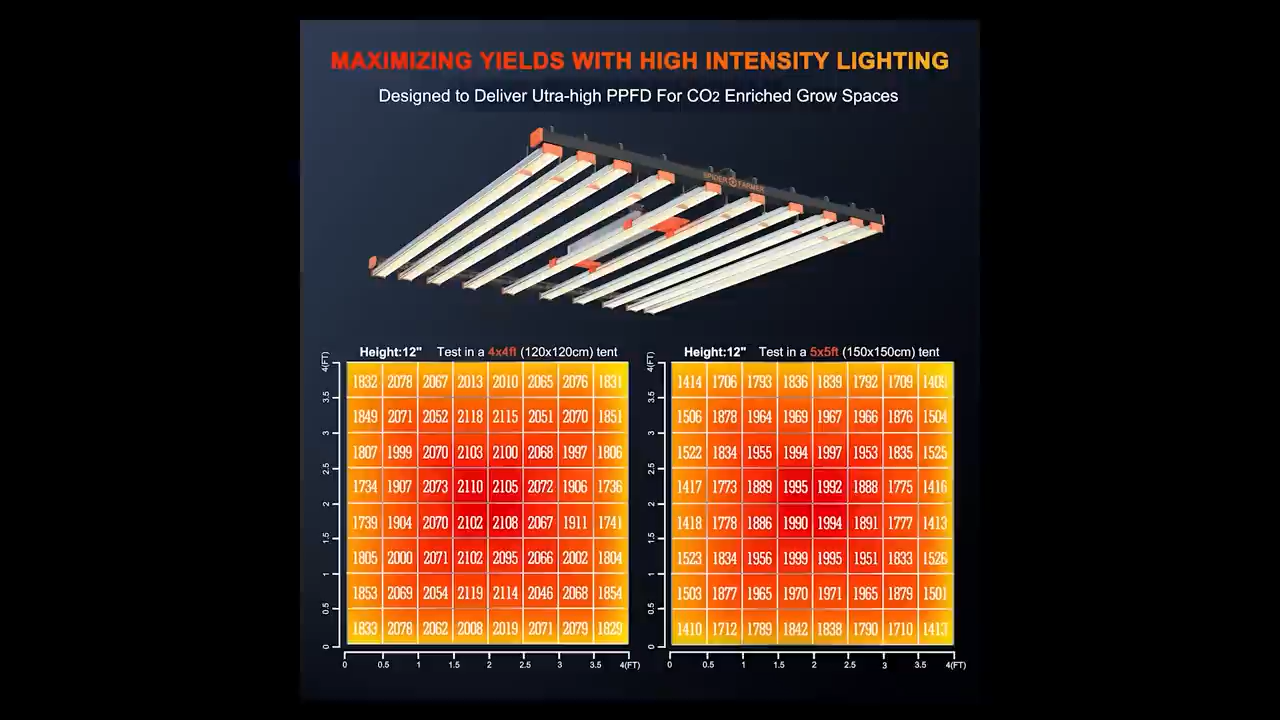 MAXIMIZING YIELDS WITH HIGH INTENSITY LIGHTING
Designed to Deliver Utra-high PPFD For CO2 Enriched Grow Spaces
SPIDER FARMER
Height:12" Test in a 4x4ft (120x120cm) tent
4(FT)
1832 2078 2067 2013 2010 2065 2076 1831
3.5
1849 2071 2052 2118 2115 2051 2070 1851
3
1807 1999 2070 2103 2100 2068 1997 1806
2.5
1734 1907 2073 2110 2105 2072 1906 1736
2
1739 1904 2070 2102 2108 2067 1911 1741
1.5
1805 2000 2071 2102 2095 2066 2002 1804
1
1853 2069 2054 2119 2114 2046 2068 1854
0.5
1833 2078 2062 2008 2019 2071 2079 1829
0
0 0.5 1 1.5 2 2.5 3 3.5 4(FT)
Height:12" Test in a 5x5ft (150x150cm) tent
4(FT)
1414 1706 1793 1836 1839 1792 1709 1409
3.5
1506 1878 1964 1969 1967 1966 1876 1504
3
1522 1834 1955 1994 1997 1953 1835 1525
2.5
1417 1773 1889 1995 1992 1888 1775 1416
2
1418 1778 1886 1990 1994 1891 1777 1413
1.5
1523 1834 1956 1999 1995 1951 1833 1526
1
1503 1877 1965 1970 1971 1965 1879 1501
0.5
1410 1712 1789 1842 1838 1790 1710 1413
0
0 0.5 1 1.5 2 2.5 3 3.5 4(FT)